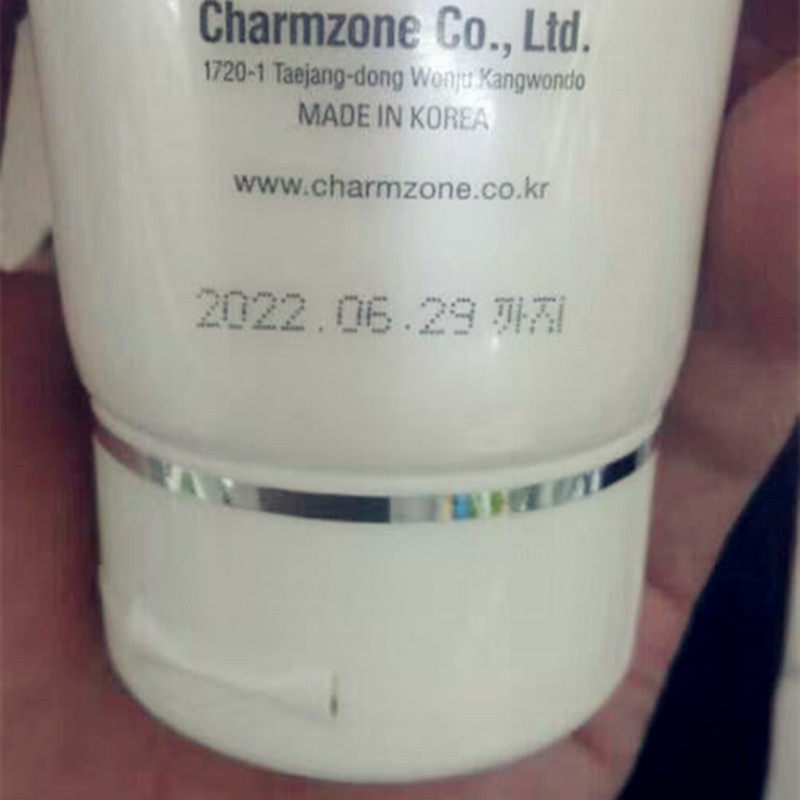 Charmzone Co., Ltd.
1720-1 Taejang-dong Wonju Kangwondo
MADE IN KOREA
www.charmzone.co.kr
2022.06.29 까지